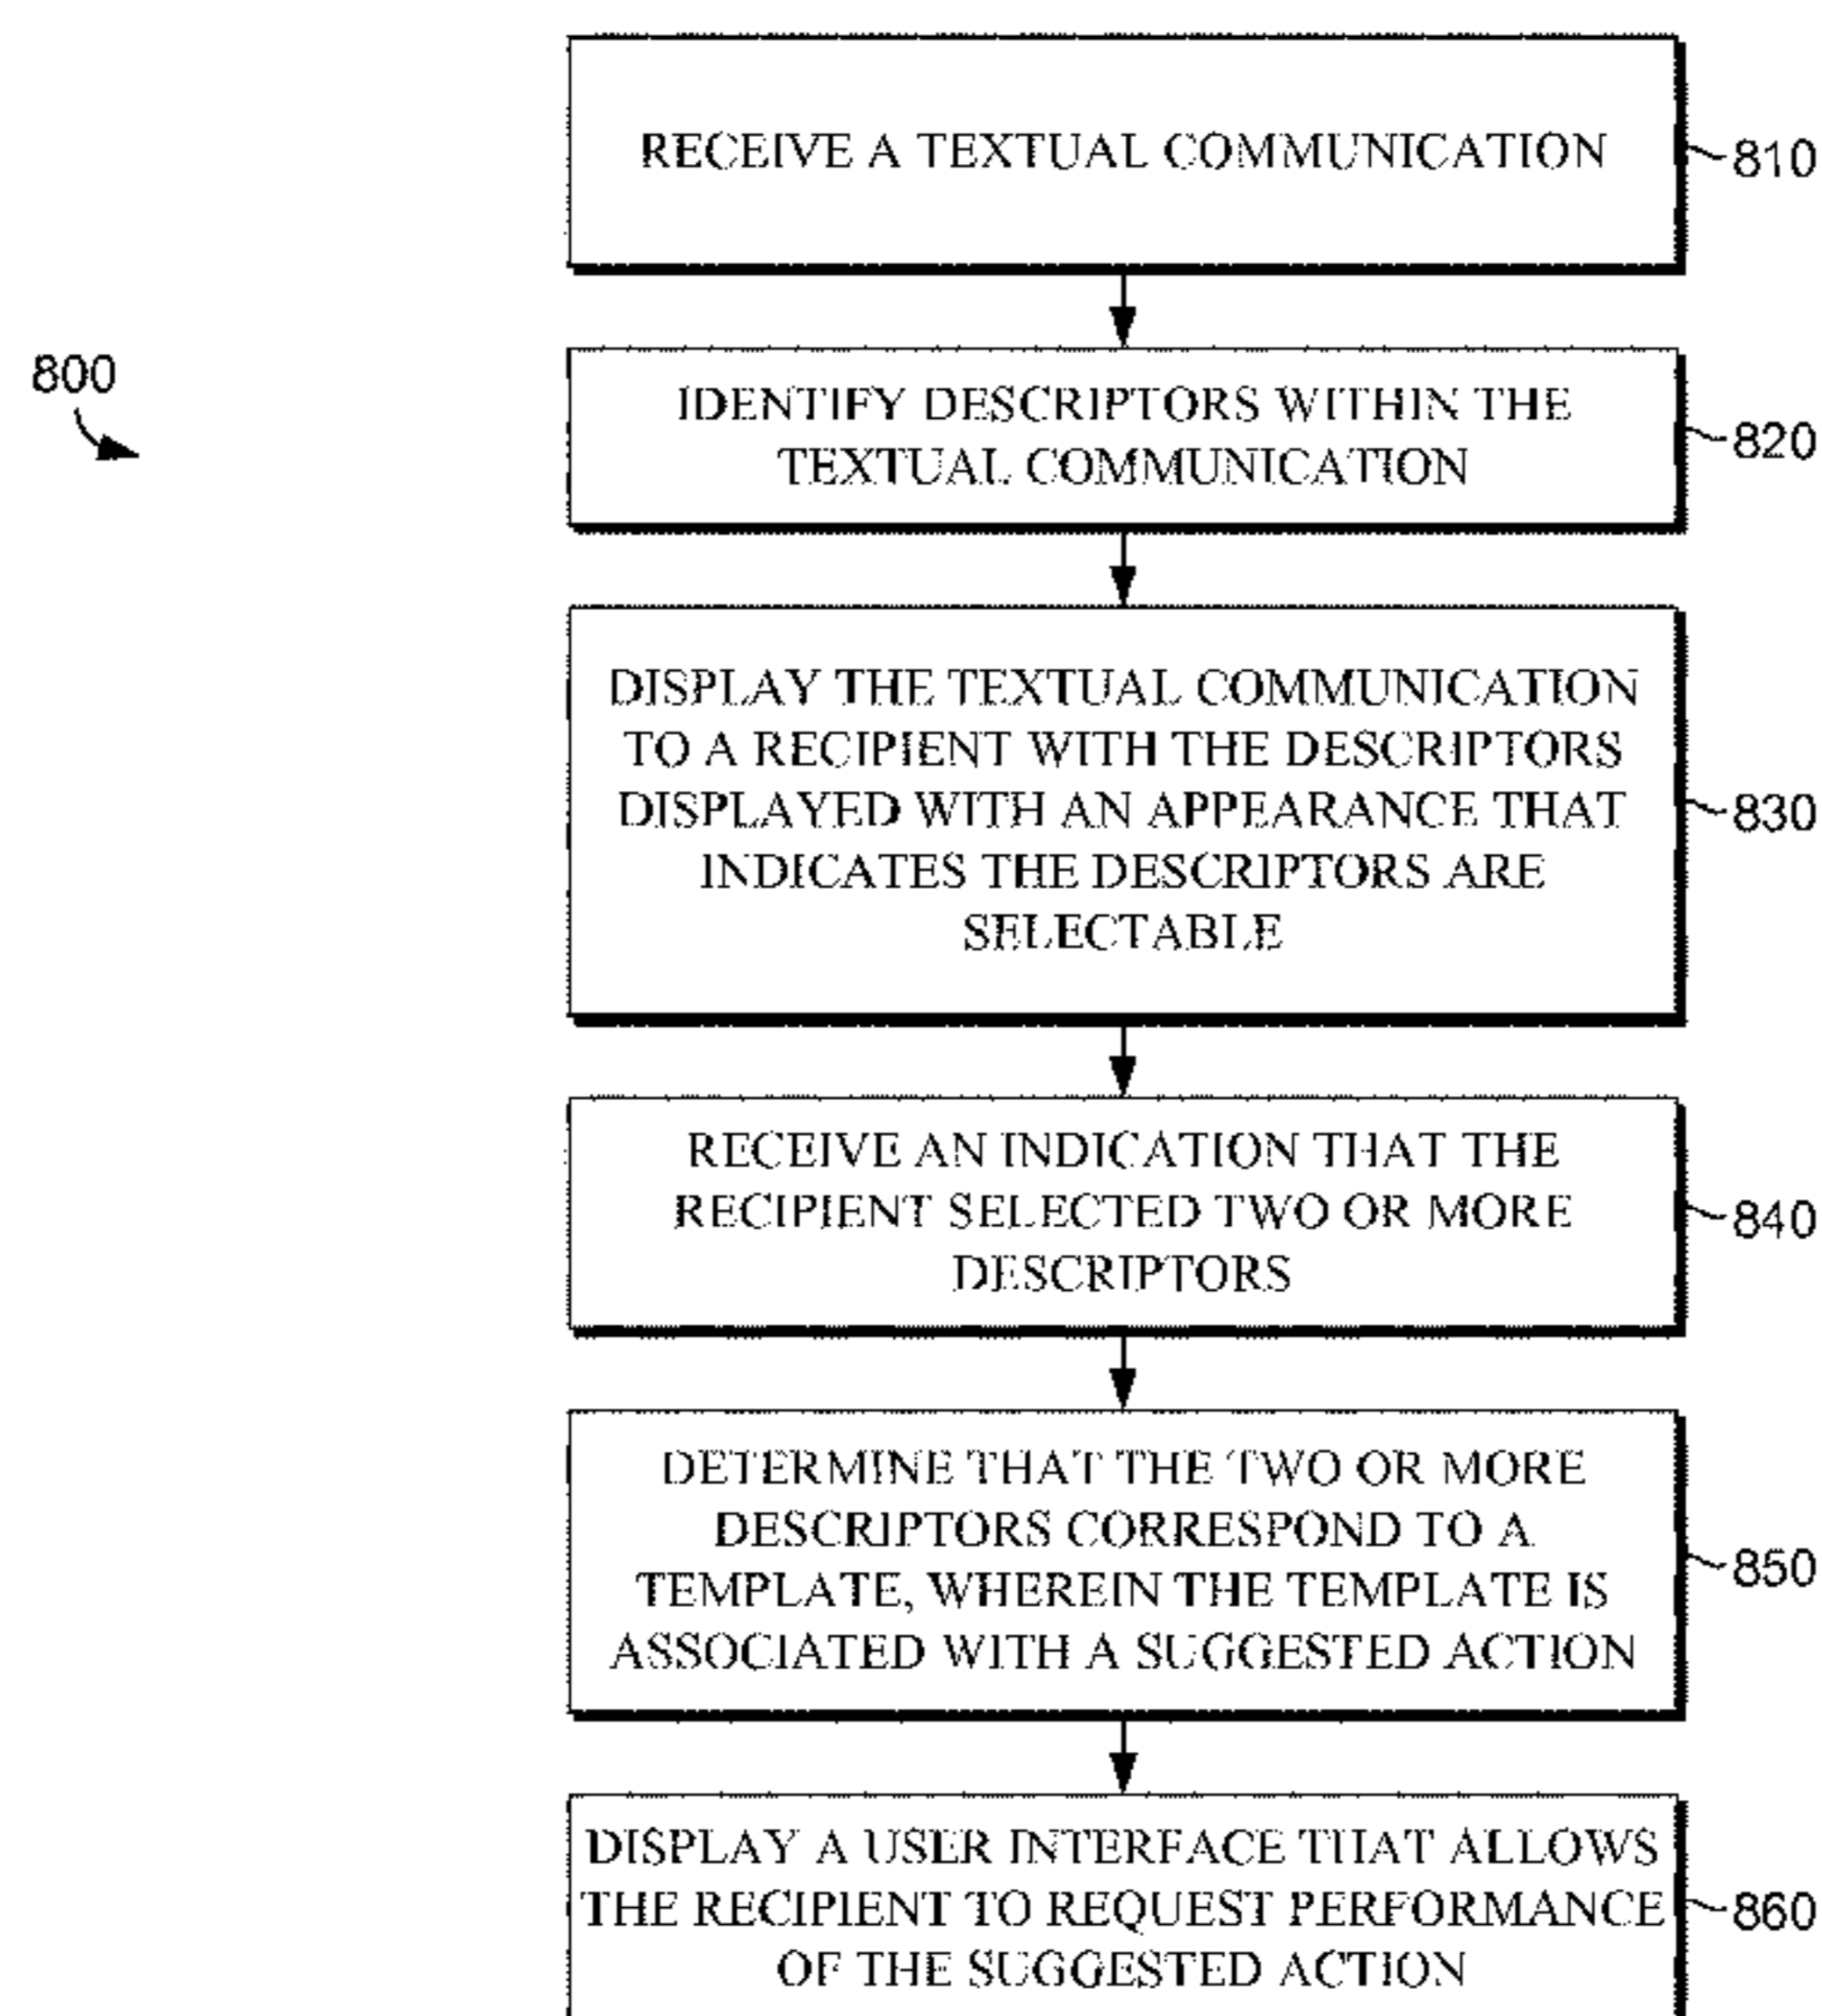 RECEIVE A TEXTUAL COMMUNICATION
810
800
IDENTIFY DESCRIPTORS WITHIN THE
TEXTUAL COMMUNICATION
820
DISPLAY THE TEXTUAL COMMUNICATION
TO A RECIPIENT WITH THE DESCRIPTORS
DISPLAYED WITH AN APPEARANCE THAT
INDICATES THE DESCRIPTORS ARE
SELECTABLE
830
RECEIVE AN INDICATION THAT THE
RECIPIENT SELECTED TWO OR MORE
DESCRIPTORS
840
DETERMINE THAT THE TWO OR MORE
DESCRIPTORS CORRESPOND TO A
TEMPLATE, WHEREIN THE TEMPLATE IS
ASSOCIATED WITH A SUGGESTED ACTION
850
DISPLAY A USER INTERFACE THAT ALLOWS
THE RECIPIENT TO REQUEST PERFORMANCE
OF THE SUGGESTED ACTION
860